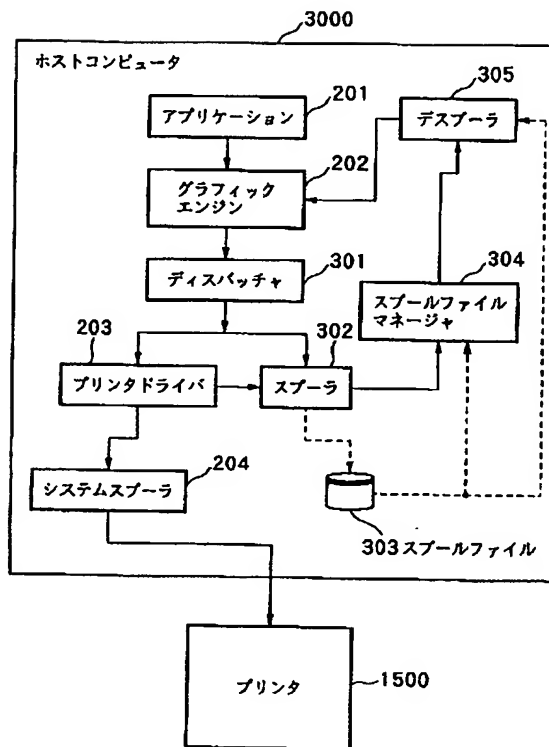 3000
ホストコンピュータ
305
201
アプリケーション
デスプーラ
202
グラフィック
エンジン
301
ディスパッチャ
304
スプールファイル
マネージャ
203
302
プリンタドライバ
スプーラ
204
システムスプーラ
303スプールファイル
プリンタ
1500